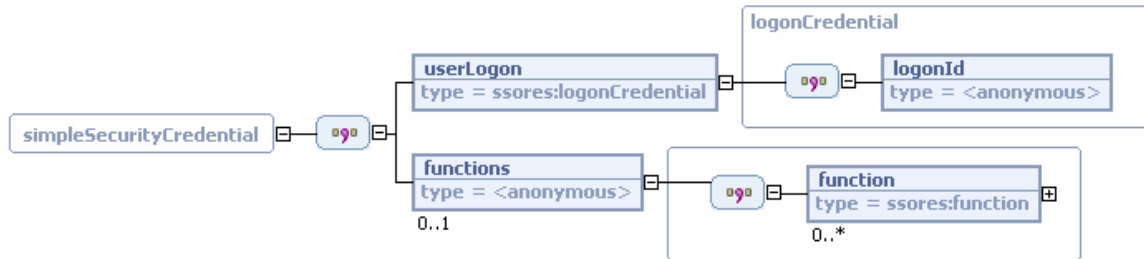 logonCredential
userLogon
type = ssores:logonCredential
logonId
type = <anonymous>
simpleSecurityCredential
functions
type = <anonymous>
0..1
function
type = ssores:function
0..*